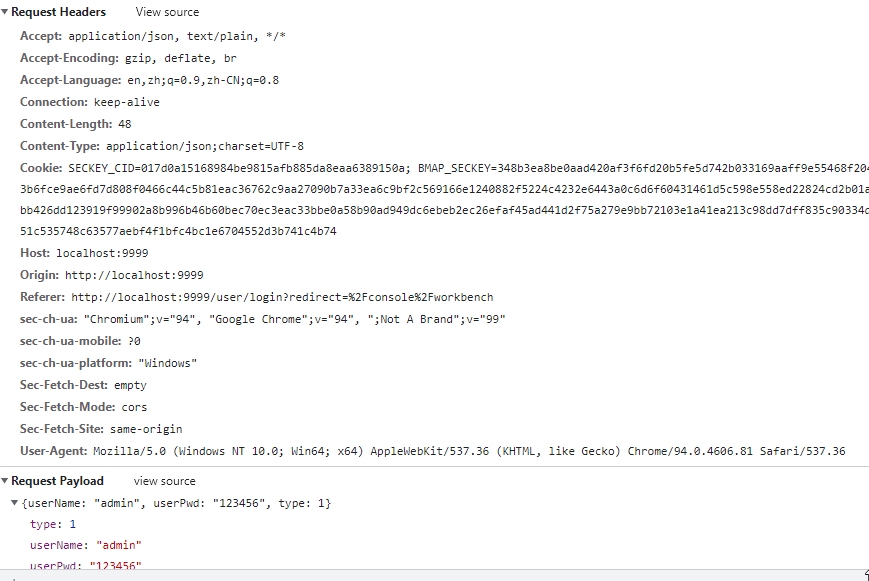 Request Headers View source
Accept: application/json, text/plain, */*
Accept-Encoding: gzip, deflate, br
Accept-Language: en,zh;q=0.9,zh-CN;q=0.8
Connection: keep-alive
Content-Length: 48
Content-Type: application/json;charset=UTF-8
Cookie: SECKEY_CID=017d0a15168984be9815afb885da8eaa6389150a; BMAP_SECKEY=348b3ea8be0aad420af3f6fd20b5fe5d742b033169aaff9e55468f204
3b6fce9ae6fd7d808f0466c44c5b81eac36762c9aa27090b7a33ea6c9bf2c569166e1240882f5224c4232e6443a0c6d6f60431461d5c598e558ed22824cd2b01a
bb426dd123919f99902a8b996b46b60bec70ec3eac33bbe0a58b90ad949dc6ebeb2ec26efaf45ad441d2f75a279e9bb72103e1a41ea213c98dd7dff835c90334d
51c535748c63577aebf4f1bfc4bc1e6704552d3b741c4b74
Host: localhost:9999
Origin: http://localhost:9999
Referer: http://localhost:9999/user/login?redirect=%2Fconsole%2Fworkbench
sec-ch-ua: "Chromium";v="94", "Google Chrome";v="94", ";Not A Brand";v="99"
sec-ch-ua-mobile: ?0
sec-ch-ua-platform: "Windows"
Sec-Fetch-Dest: empty
Sec-Fetch-Mode: cors
Sec-Fetch-Site: same-origin
User-Agent: Mozilla/5.0 (Windows NT 10.0; Win64; x64) AppleWebKit/537.36 (KHTML, like Gecko) Chrome/94.0.4606.81 Safari/537.36
Request Payload view source
{userName: "admin", userPwd: "123456", type: 1}
type: 1
userName: "admin"
userPwd: "123456"